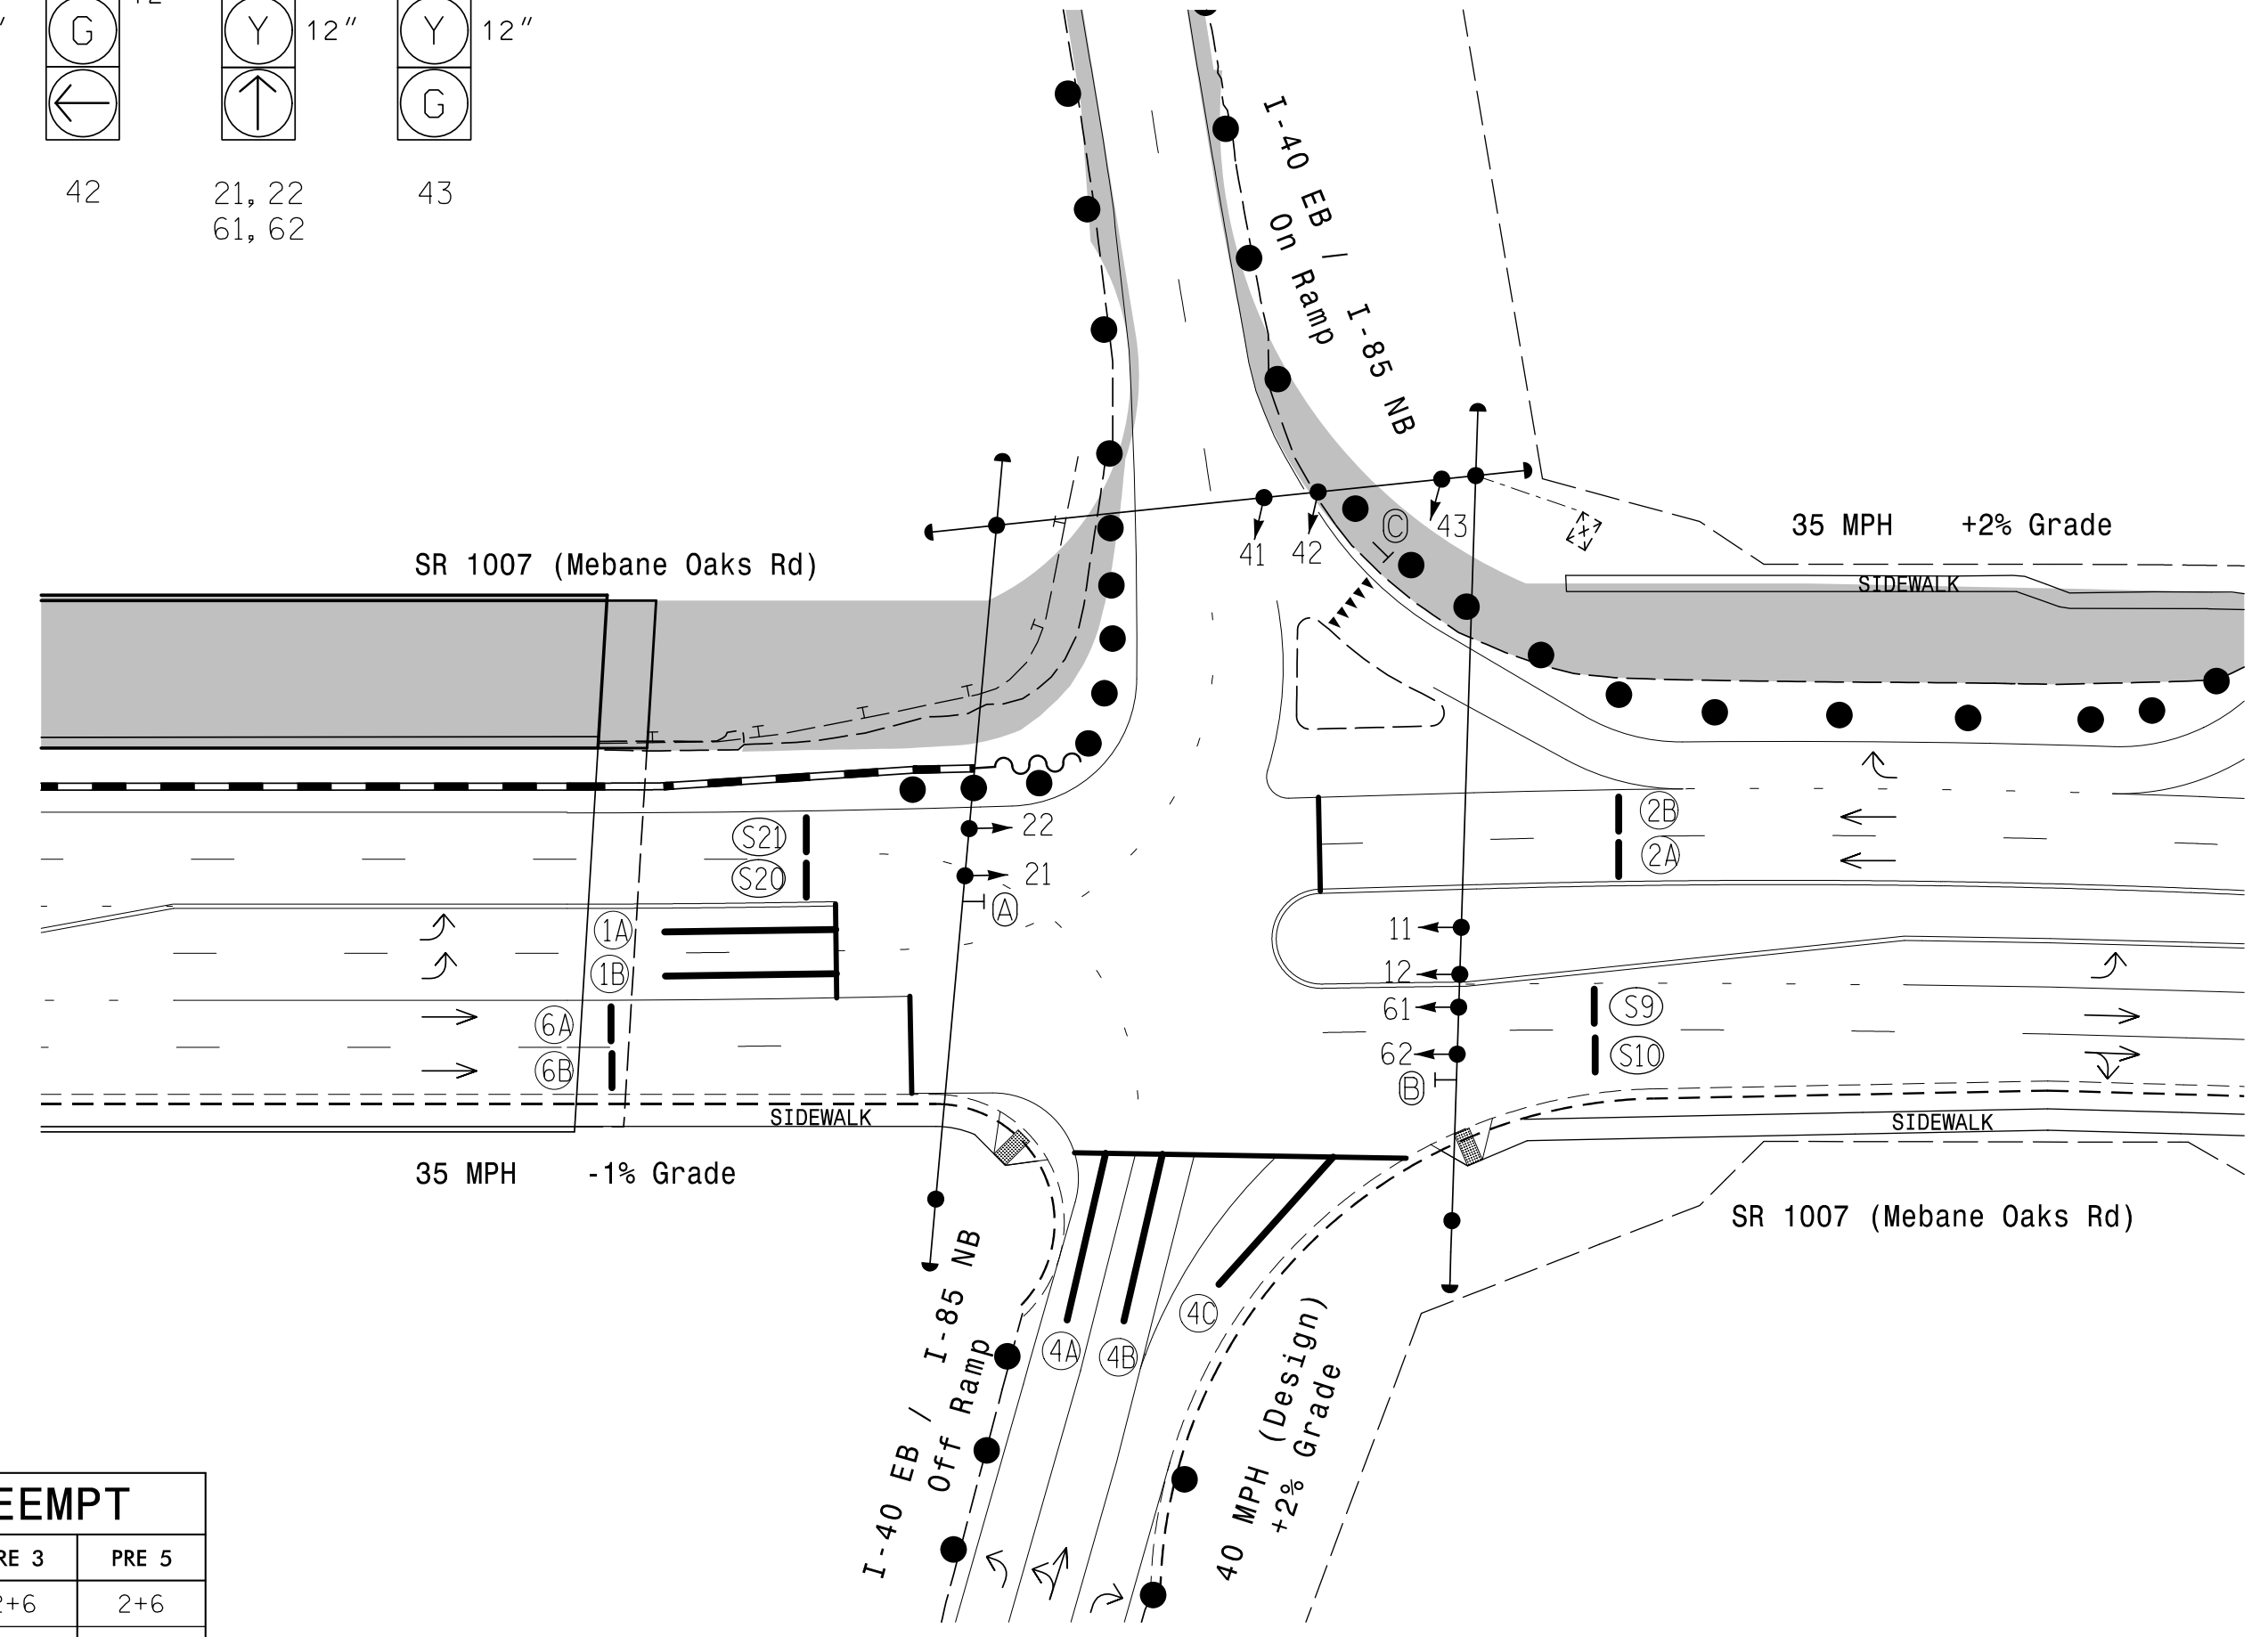 G
Y 12"
Y 12"
G
42
21, 22
61, 62
43
I-40 EB / I-85 NB
On Ramp
SR 1007 (Mebane Oaks Rd)
41
42
43
C
35 MPH +2% Grade
SIDEWALK
S21
S20
22
21
A
2B
2A
1A
1B
6A
6B
11
12
61
62
B
S9
S10
SIDEWALK
SIDEWALK
35 MPH -1% Grade
SR 1007 (Mebane Oaks Rd)
4A
4B
4C
I-40 EB / I-85 NB
Off Ramp
40 MPH (Design)
+2% Grade
EEMPT
RE 3 PRE 5
2+6 2+6